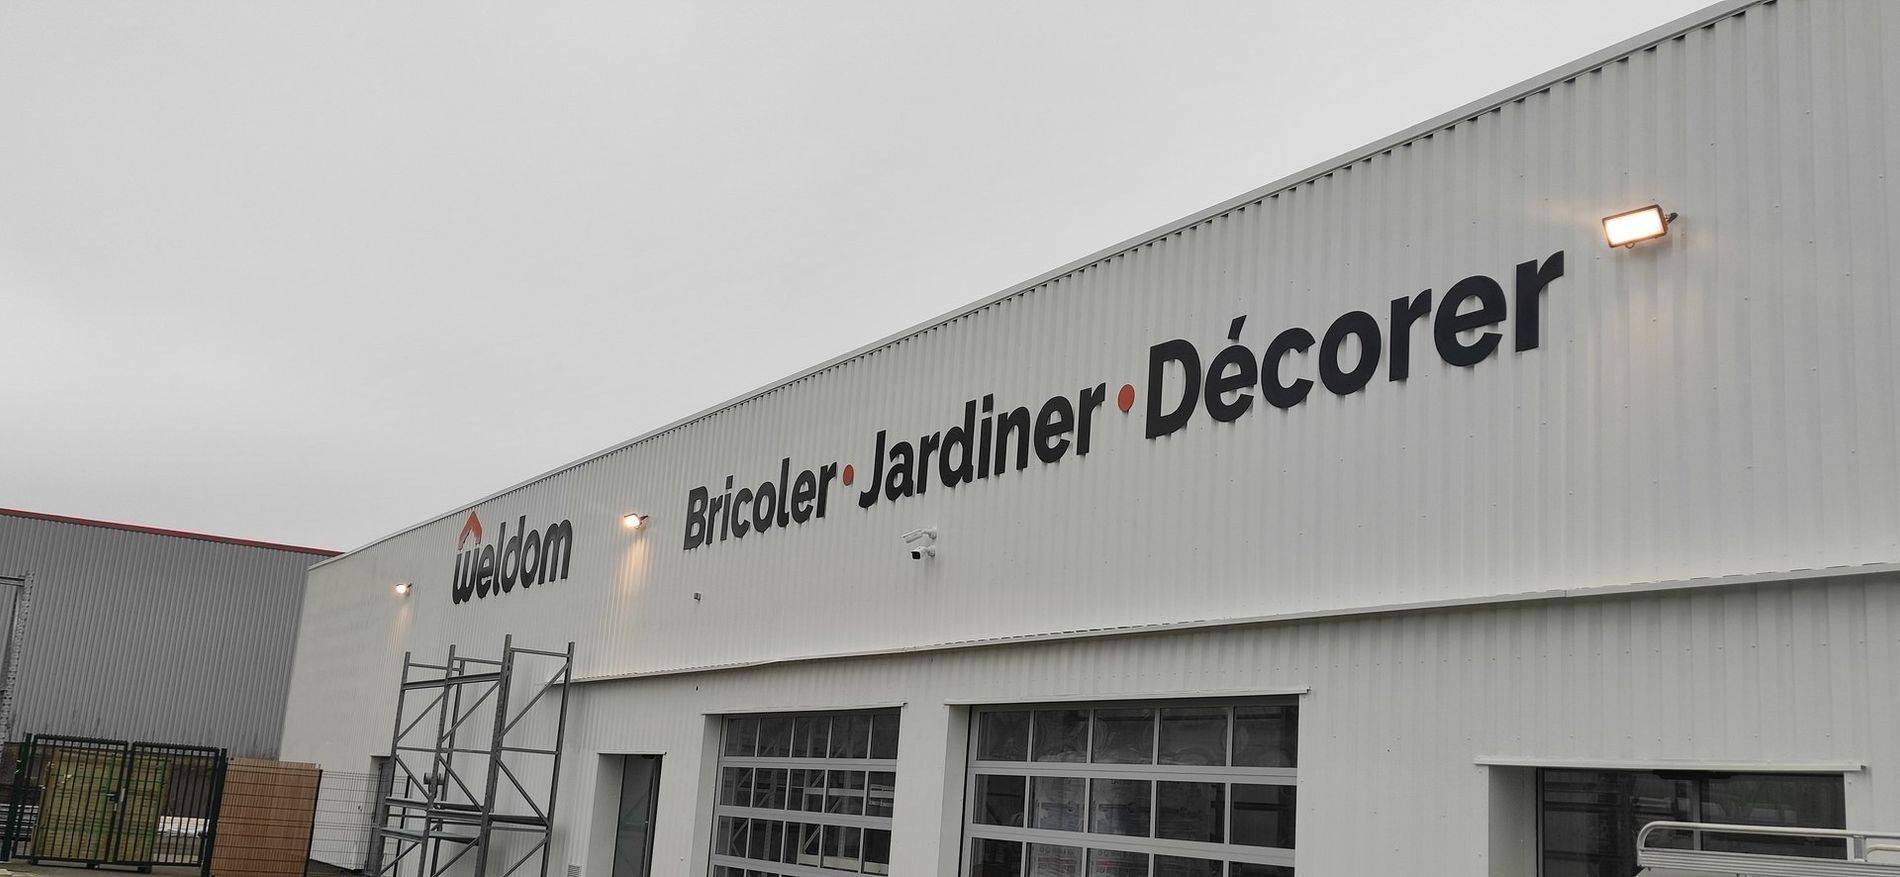 weldom
Bricoler • Jardiner • Décorer